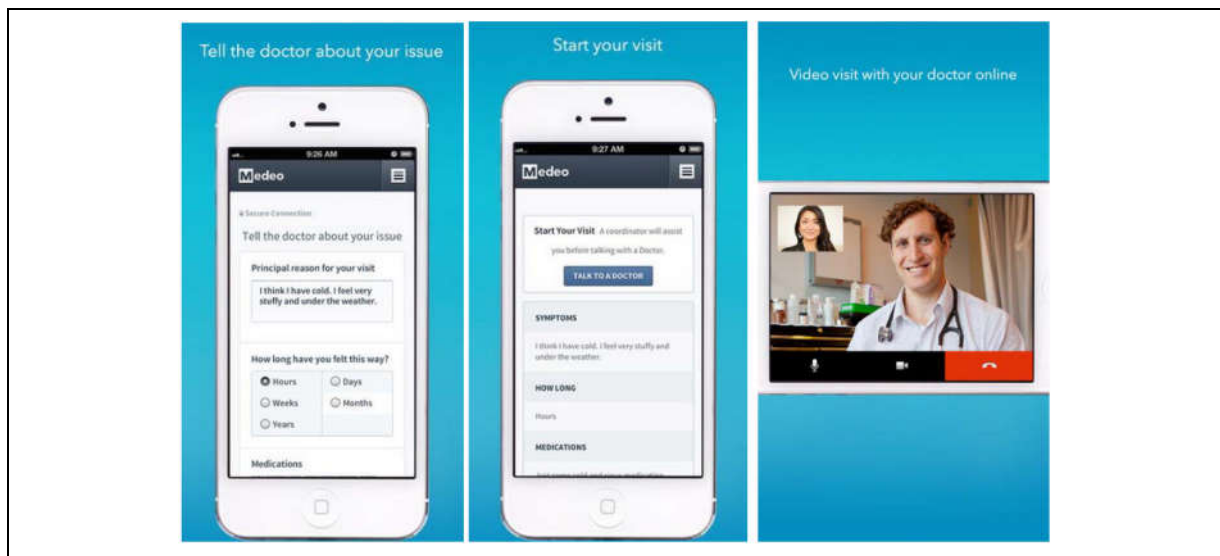 Tell the doctor about your issue
9:26 AM
Medeo
Secure Connection
Tell the doctor about your issue
Principal reason for your visit
I think I have cold. I feel very
stuffy and under the weather.
How long have you felt this way?
Hours Days
Weeks Months
Years
Medications
Start your visit
9:27 AM
Medeo
Start Your Visit A coordinator will assist
you before talking with a Doctor.
TALK TO A DOCTOR
SYMPTOMS
I think I have cold. I feel very stuffy and
under the weather.
HOW LONG
Hours
MEDICATIONS
Video visit with your doctor online